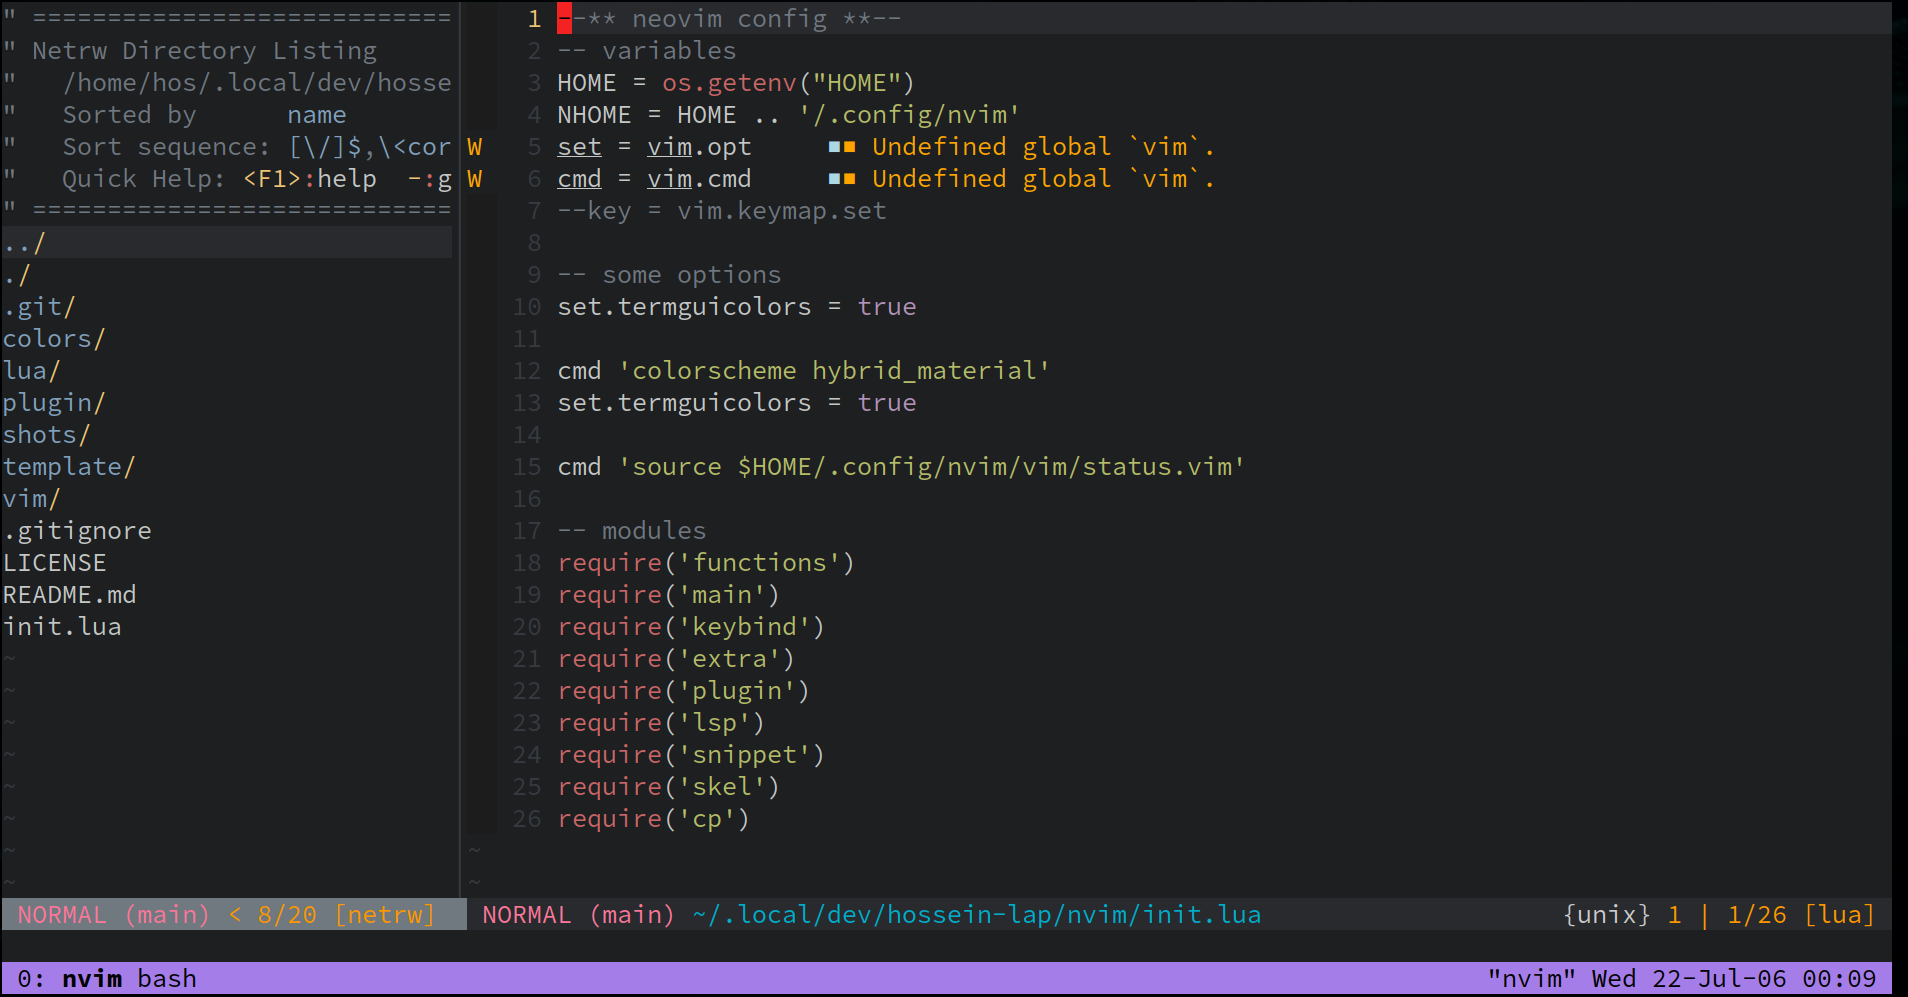 " ============================
" Netrw Directory Listing
"   /home/hos/.local/dev/hosse
"   Sorted by      name
"   Sort sequence: [\/]$,\<cor
"   Quick Help: <F1>:help  -:g
" ============================
../
./
.git/
colors/
lua/
plugin/
shots/
template/
vim/
.gitignore
LICENSE
README.md
init.lua
~
~
~
~
~
~
~
~
NORMAL (main) < 8/20 [netrw]
1 --** neovim config **--
2 -- variables
3 HOME = os.getenv("HOME")
4 NHOME = HOME .. '/.config/nvim'
W 5 set = vim.opt     ■■ Undefined global `vim`.
W 6 cmd = vim.cmd     ■■ Undefined global `vim`.
7 --key = vim.keymap.set
8
9 -- some options
10 set.termguicolors = true
11
12 cmd 'colorscheme hybrid_material'
13 set.termguicolors = true
14
15 cmd 'source $HOME/.config/nvim/vim/status.vim'
16
17 -- modules
18 require('functions')
19 require('main')
20 require('keybind')
21 require('extra')
22 require('plugin')
23 require('lsp')
24 require('snippet')
25 require('skel')
26 require('cp')
~
~
NORMAL (main) ~/.local/dev/hossein-lap/nvim/init.lua {unix} 1 | 1/26 [lua]
0: nvim bash "nvim" Wed 22-Jul-06 00:09